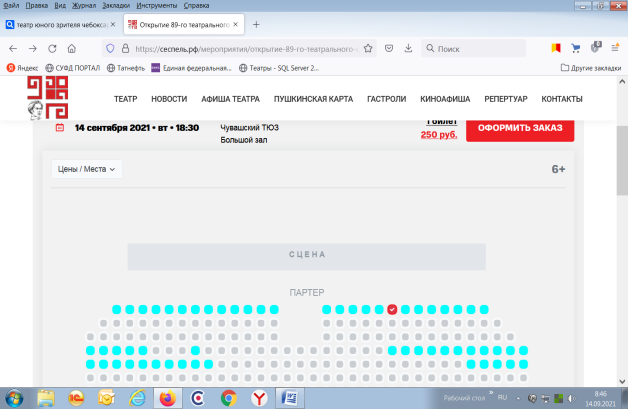 Файл Правка Вид Журнал Закладки Инструменты Справка
театр юного зрителя чебокса
Открытие 89-го театрального
https://сеспель.рф/мероприятия/открытие-89-го-театрального-
Поиск
Яндекс СУФД ПОРТАЛ Татнефть Единая федеральная... Театры - SQL Server 2... Другие закладки
ТЕАТР НОВОСТИ АФИША ТЕАТРА ПУШКИНСКАЯ КАРТА ГАСТРОЛИ КИНОАФИША РЕПЕРТУАР КОНТАКТЫ
14 сентября 2021 • вт • 18:30
Чувашский ТЮЗ
Большой зал
1 билет
250 руб.
ОФОРМИТЬ ЗАКАЗ
Цены / Места
6+
СЦЕНА
ПАРТЕР
Рабочий стол » RU
8:46
14.09.2021